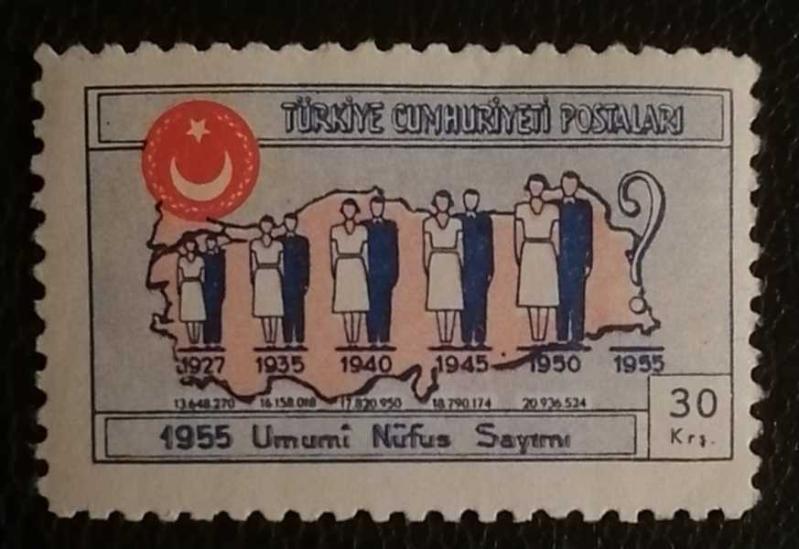 TÜRKİYE CUMHURİYETİ POSTALARI
1927 1935 1940 1945 1950 1955
13.648.270 16.158.018 17.820.950 18.790.174 20.936.524
30
Krş.
1955 Umumî Nüfus Sayımı